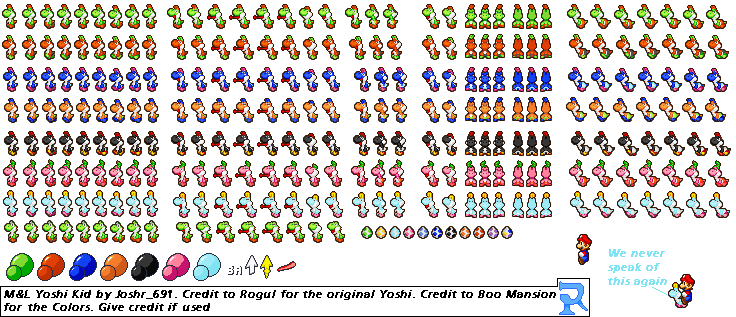 We never
speak of
this again
BA
M&L Yoshi Kid by Joshr_691. Credit to Rogul for the original Yoshi. Credit to Boo Mansion
for the Colors. Give credit if used
R